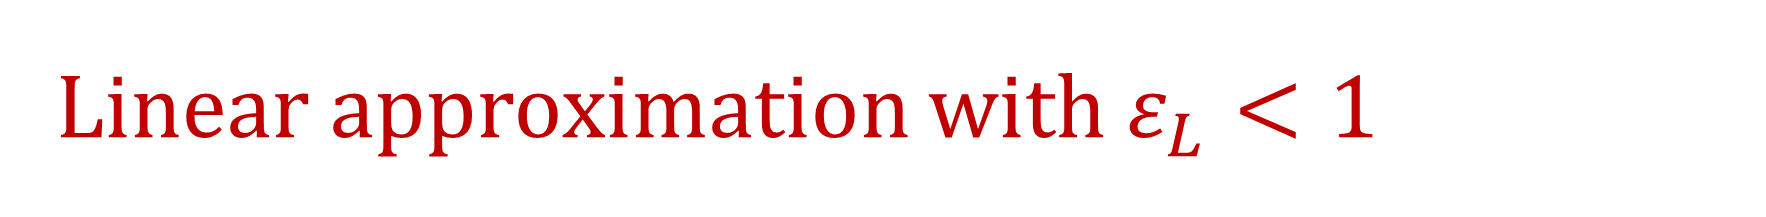 Linear approximation with ε_L < 1